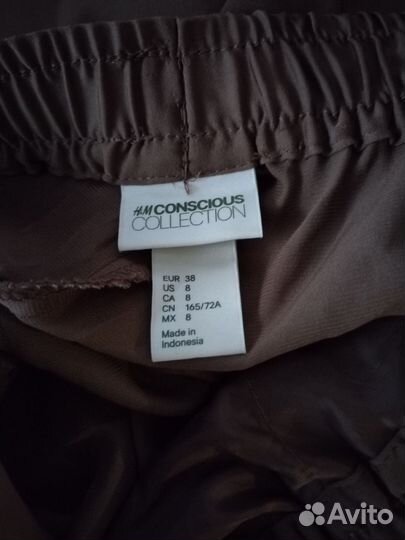 H&M CONSCIOUS
COLLECTION
EUR 38
US 8
CA 8
CN 165/72A
MX 8
Made in
Indonesia
Avito